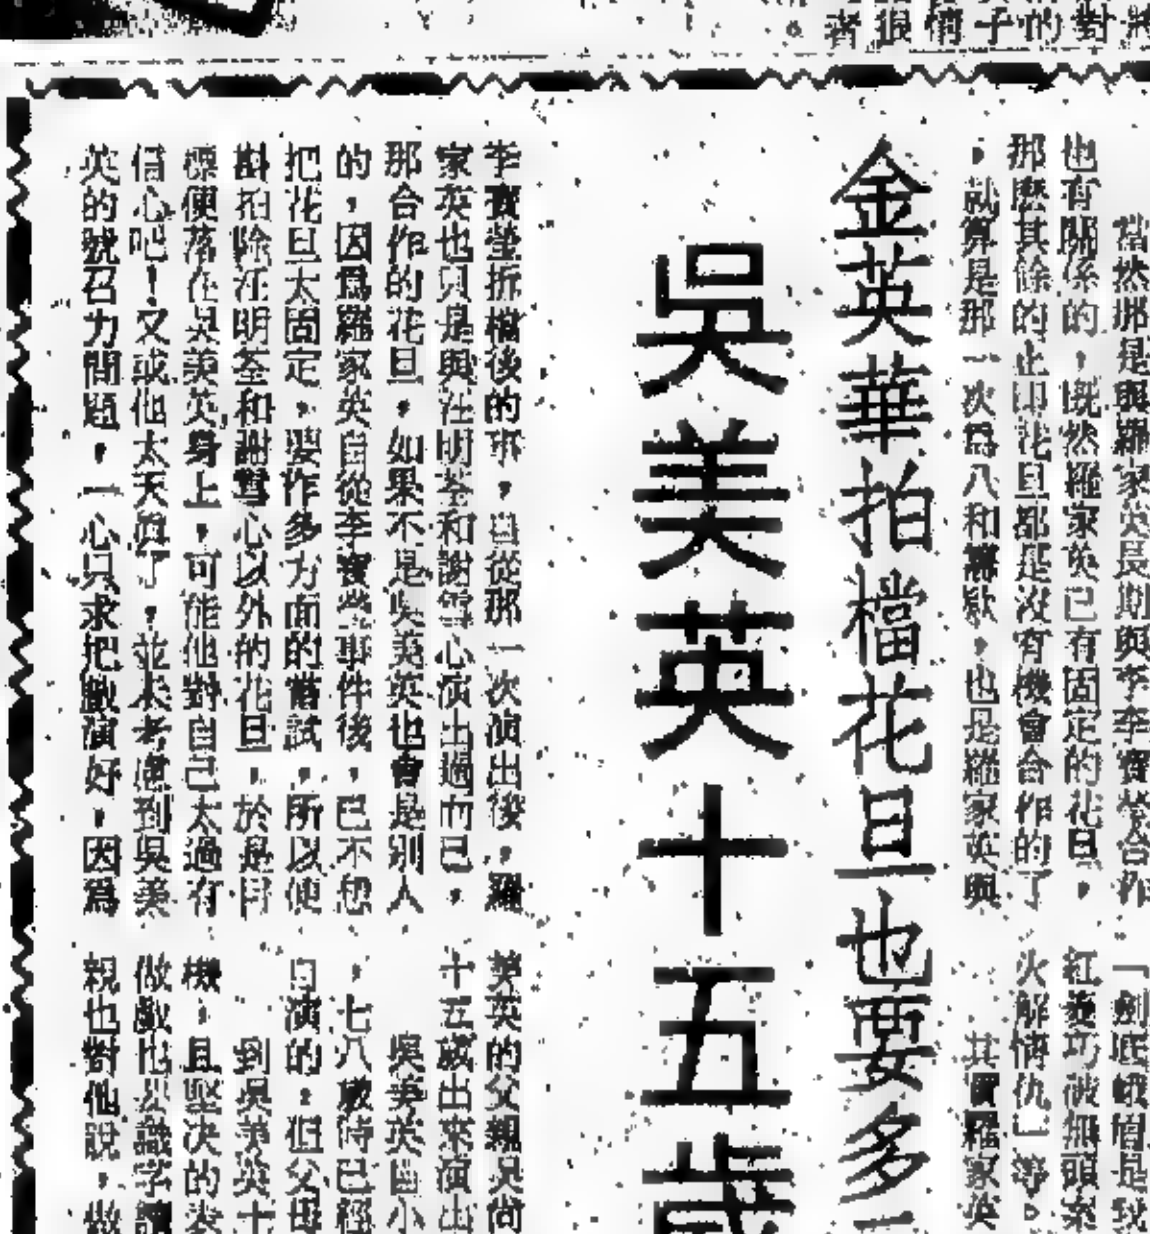 者狠情子的對將
當然那是與羅家英長期與李寶瑩合作
也有關係的，既然羅家英已有固定的花旦，
那麼其餘的正印花旦都是沒有機會合作的了
，就算是那一次為八和籌款，也是羅家英與
金英華拍檔花旦也要多
吳美英十五歲
李寶瑩拆檔後的事，自從那一次演出後，羅
家英也只是與汪明荃和謝雪心演出過而已，
那合作的花旦，如果不是吳美英也會是別人
的，因為羅家英自從李寶瑩事件後，已不想
把花旦太固定，要作多方面的嘗試，所以便
斟拍除汪明荃和謝雪心以外的花旦，於是目
標便落在吳美英身上，可能他對自己太過有
信心吧！又或他太天真了，並未考慮到吳美
英的號召力問題，一心只求把戲演好，因為
「劍底峨眉是我
紅
巧破無頭案
火解情仇」等。
其實羅家英
美英的父親吳尚
十五歲出來演出
吳美英自小
，七八歲時已經
演的，但父母
到吳美英十
機，且堅決的表
做戲也要識字讀
親也對他說，做